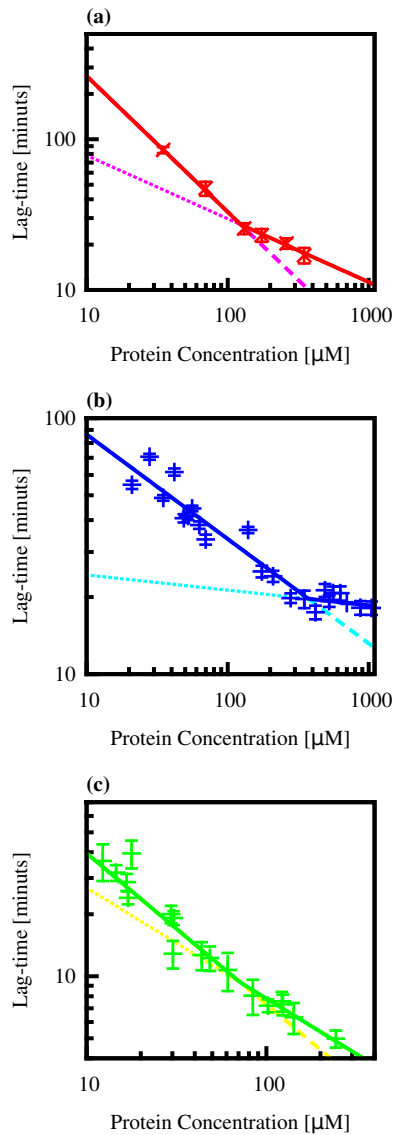 (a)
Lag-time [minuts]
100
10
10
100
1000
Protein Concentration [μM]
(b)
Lag-time [minuts]
100
10
10
100
1000
Protein Concentration [μM]
(c)
Lag-time [minuts]
10
10
100
Protein Concentration [μM]